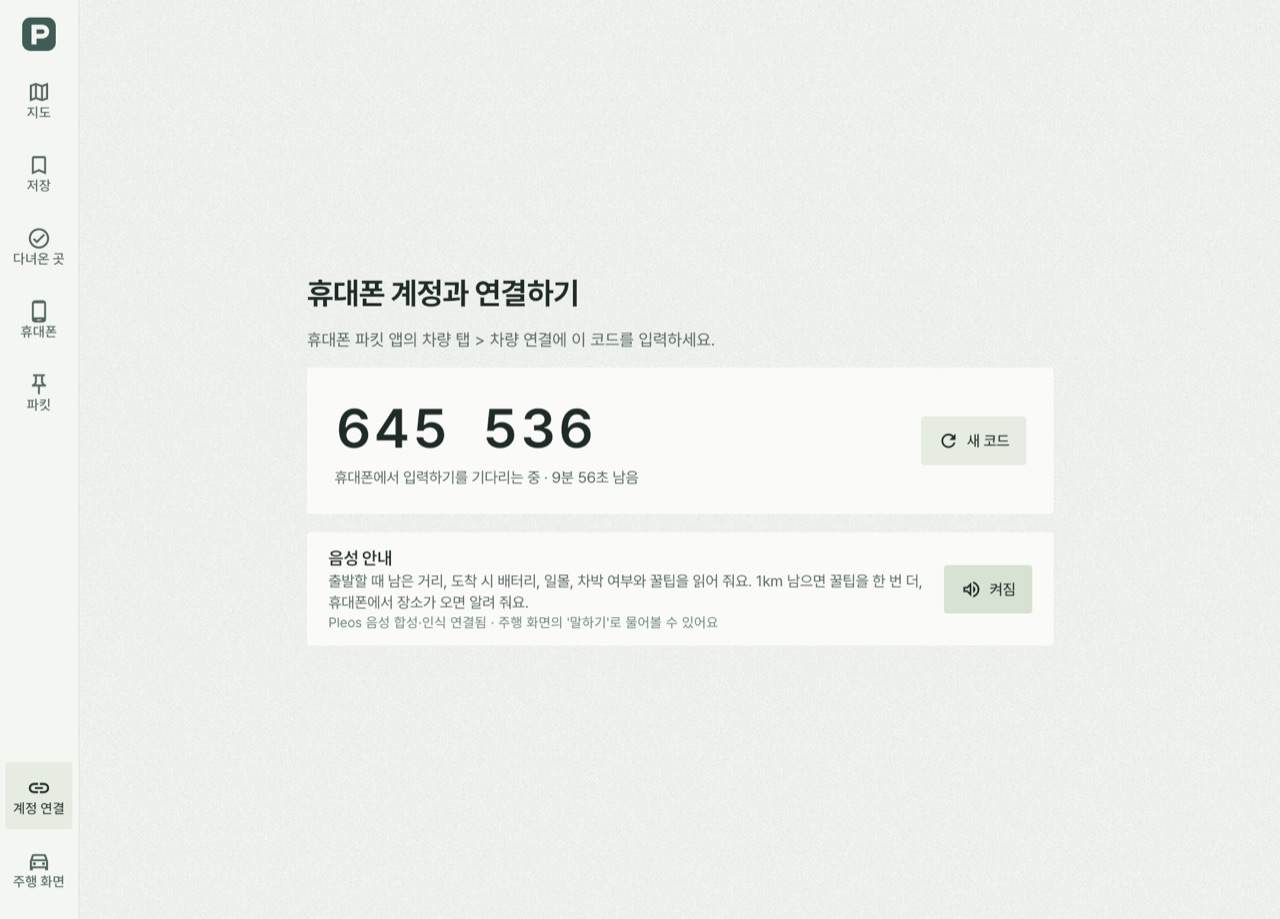 P
지도
저장
다녀온 곳
휴대폰
파킷
계정 연결
주행 화면
휴대폰 계정과 연결하기
휴대폰 파킷 앱의 차량 탭 > 차량 연결에 이 코드를 입력하세요.
645 536
휴대폰에서 입력하기를 기다리는 중 · 9분 56초 남음
새 코드
음성 안내
출발할 때 남은 거리, 도착 시 배터리, 일몰, 차박 여부와 꿀팁을 읽어 줘요. 1km 남으면 꿀팁을 한 번 더,
휴대폰에서 장소가 오면 알려 줘요.
Pleos 음성 합성·인식 연결됨 · 주행 화면의 '말하기'로 물어볼 수 있어요
켜짐